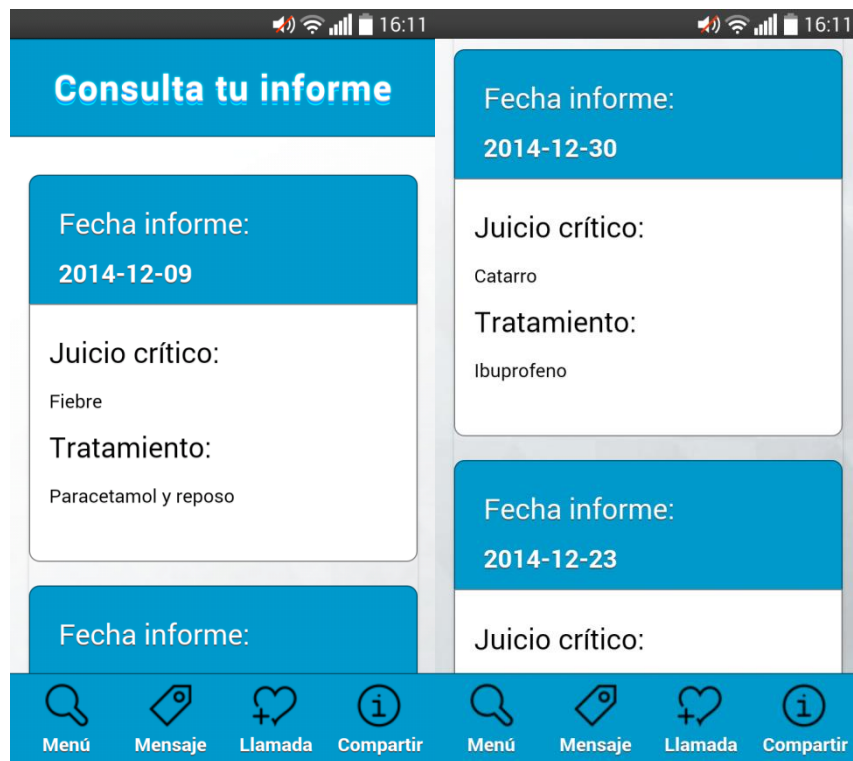 16:11
Consulta tu informe
Fecha informe:
2014-12-09
Juicio crítico:
Fiebre
Tratamiento:
Paracetamol y reposo
Fecha informe:
Menú Mensaje Llamada Compartir
16:11
Fecha informe:
2014-12-30
Juicio crítico:
Catarro
Tratamiento:
Ibuprofeno
Fecha informe:
2014-12-23
Juicio crítico:
Menú Mensaje Llamada Compartir